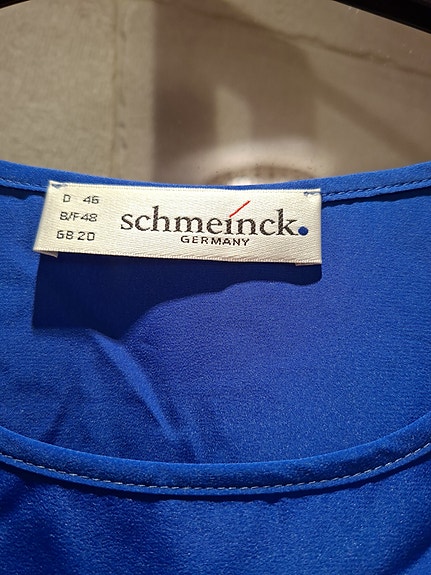 D 46
B/F 48
GB 20
schmeinck.
GERMANY